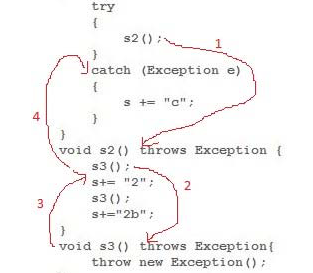 try
{
s2();
1
}
catch (Exception e)
{
s += "c";
}
4
}
void s2() throws Exception {
s3();
s+= "2";
2
s3();
3
s+="2b";
}
void s3() throws Exception{
throw new Exception();